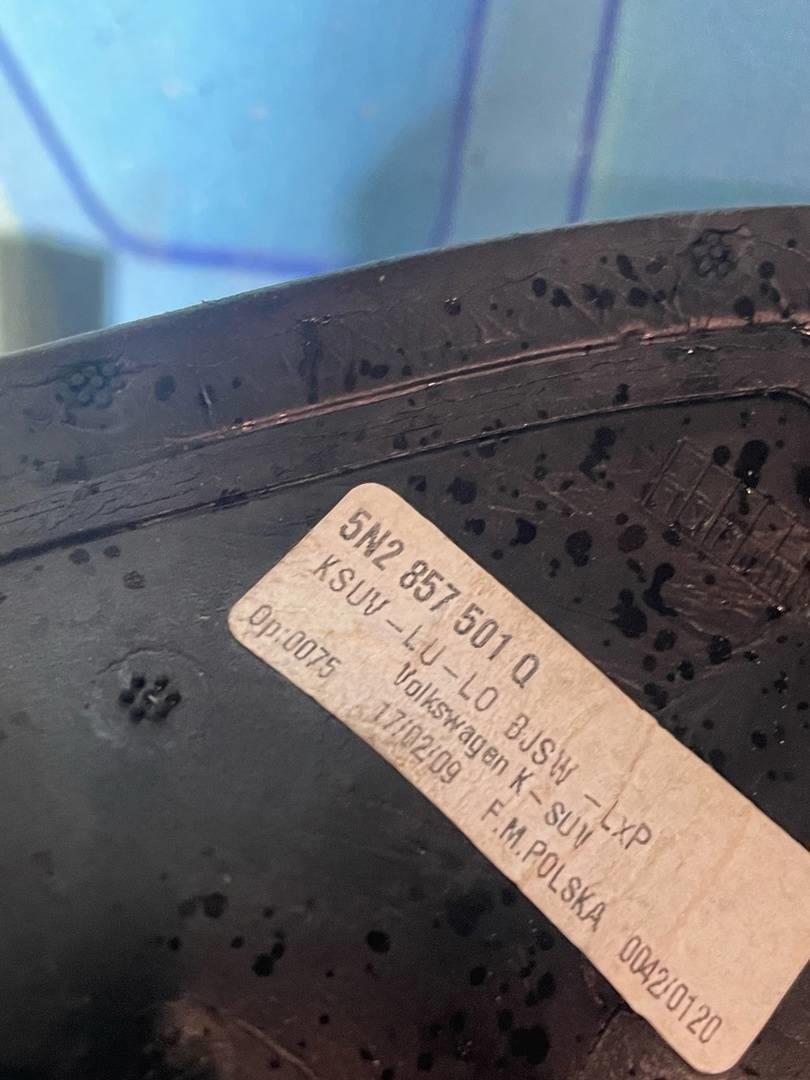 5N2 857 501 Q
KSUV-LU-LO BJSW -LxP
Volkswagen K-SUV
Op:0075 17/02/09 F.M.POLSKA 0042/0120